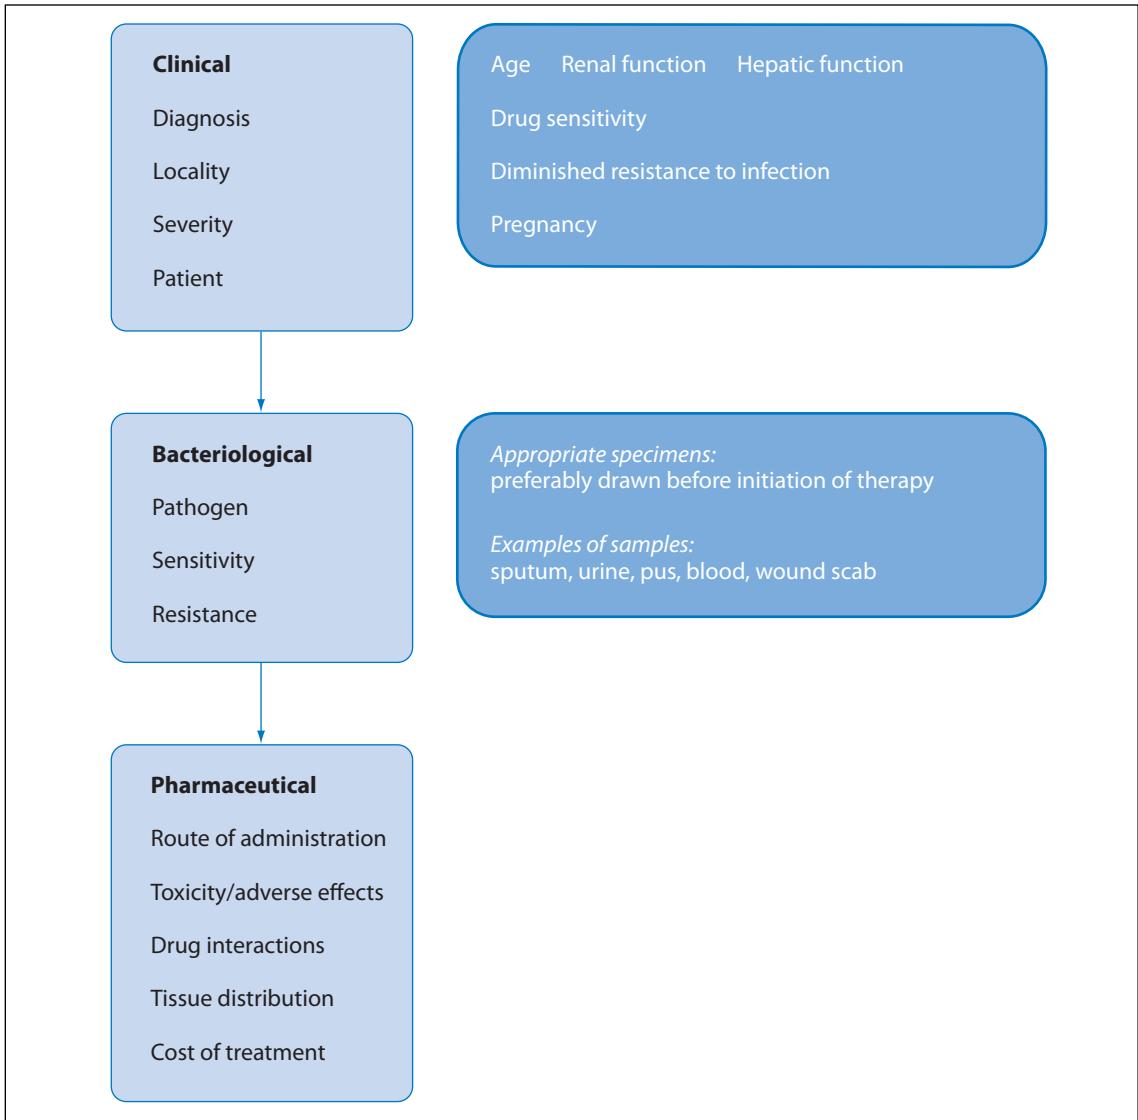 Clinical
Diagnosis
Locality
Severity
Patient
Age Renal function Hepatic function
Drug sensitivity
Diminished resistance to infection
Pregnancy
Bacteriological
Pathogen
Sensitivity
Resistance
Appropriate specimens:
preferably drawn before initiation of therapy
Examples of samples:
sputum, urine, pus, blood, wound scab
Pharmaceutical
Route of administration
Toxicity/adverse effects
Drug interactions
Tissue distribution
Cost of treatment